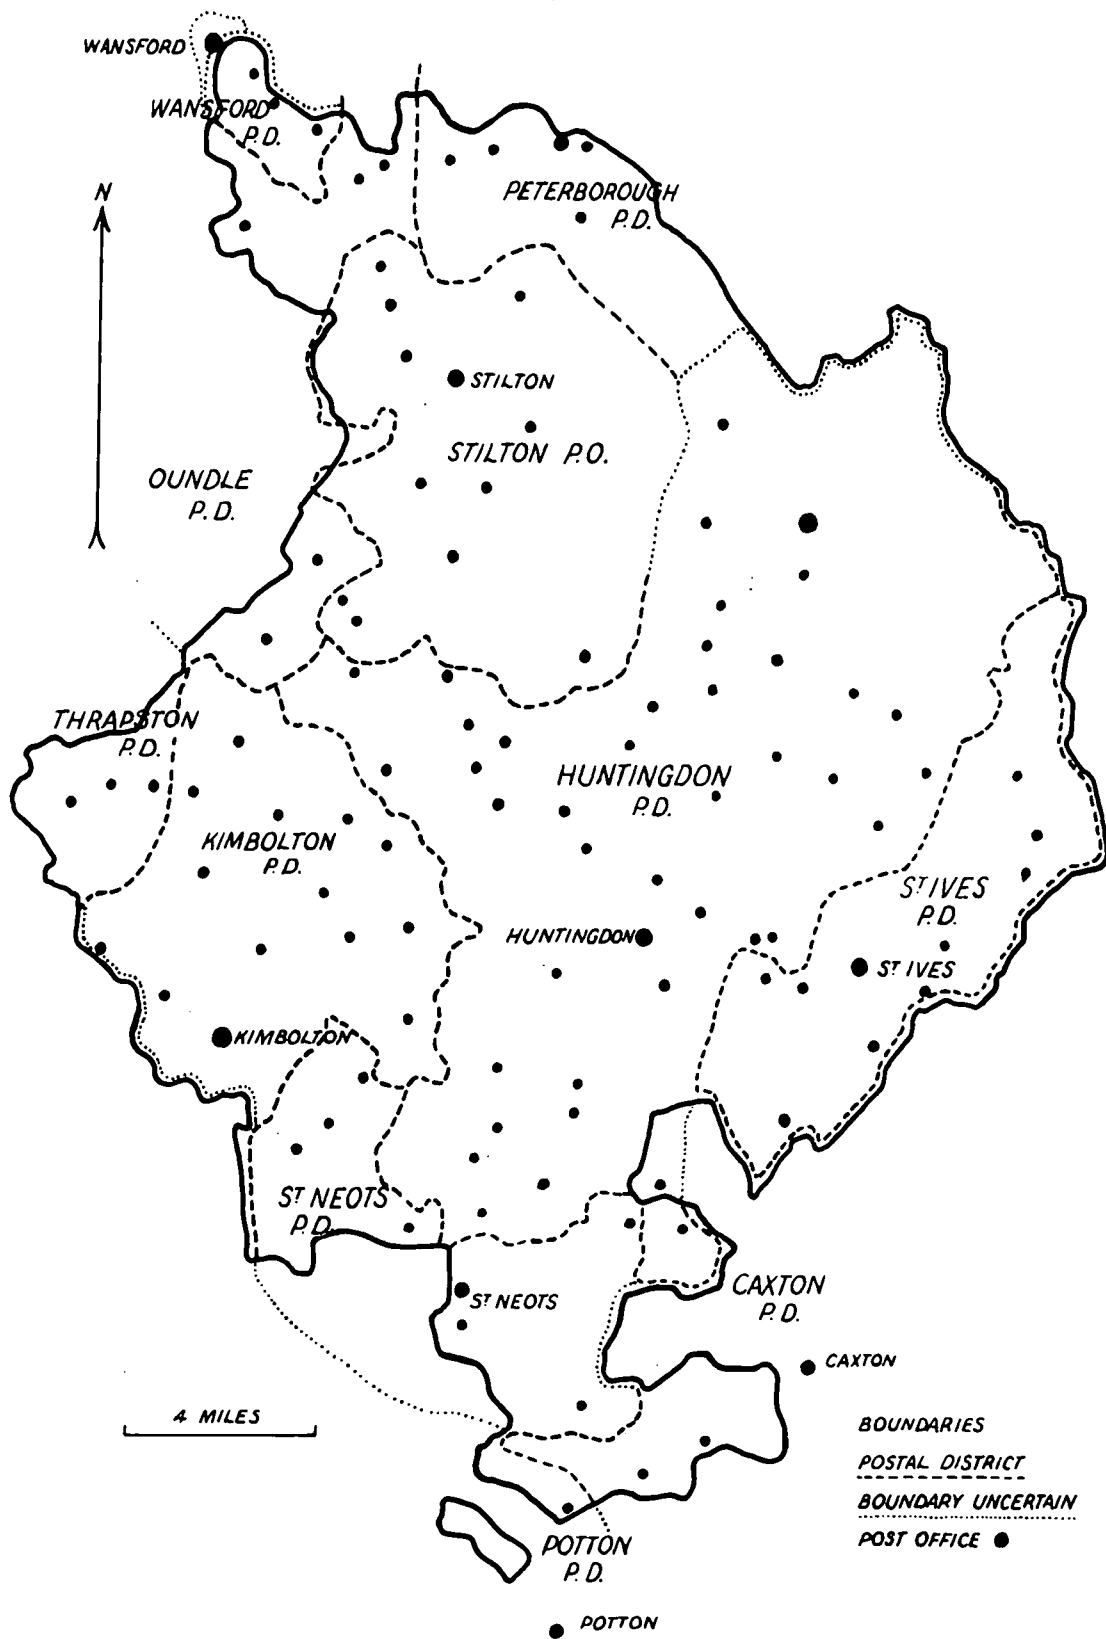 WANSFORD
WANSFORD
P.D.
N
PETERBOROUGH
P.D.
STILTON
STILTON P.O.
OUNDLE
P.D.
THRAPSTON
P.D.
HUNTINGDON
P.D.
KIMBOLTON
P.D.
ST IVES
P.D.
HUNTINGDON
ST IVES
KIMBOLTON
ST NEOTS
P.D.
ST NEOTS
CAXTON
P.D.
CAXTON
4 MILES
BOUNDARIES
POSTAL DISTRICT
BOUNDARY UNCERTAIN
POST OFFICE
POTTON
P.D.
POTTON